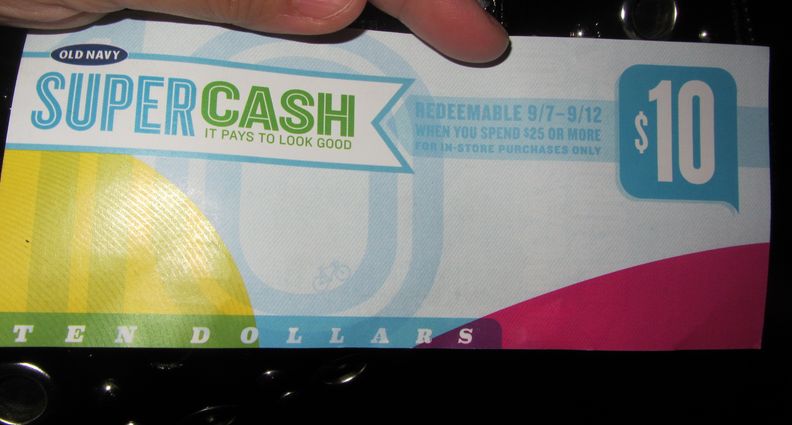 OLD NAVY
SUPERCASH
IT PAYS TO LOOK GOOD
REDEEMABLE 9/7-9/12
WHEN YOU SPEND $25 OR MORE
FOR IN-STORE PURCHASES ONLY
$10
TEN DOLLARS